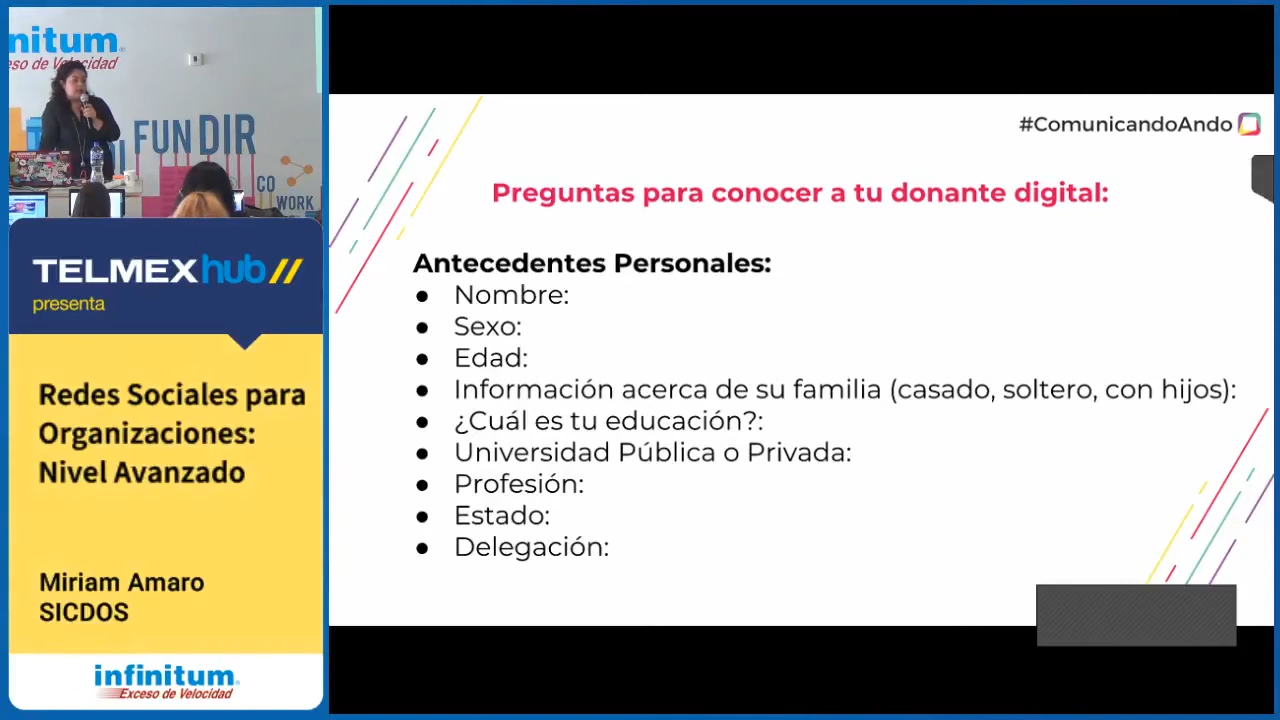 nitum
eso de Velocidad
FUNDIR
CO
WORK
TELMEXhub//
presenta
Redes Sociales para
Organizaciones:
Nivel Avanzado
Miriam Amaro
SICDOS
infinitum
Exceso de Velocidad
#ComunicandoAndo
Preguntas para conocer a tu donante digital:
Antecedentes Personales:
● Nombre:
● Sexo:
● Edad:
● Información acerca de su familia (casado, soltero, con hijos):
● ¿Cuál es tu educación?:
● Universidad Pública o Privada:
● Profesión:
● Estado:
● Delegación: